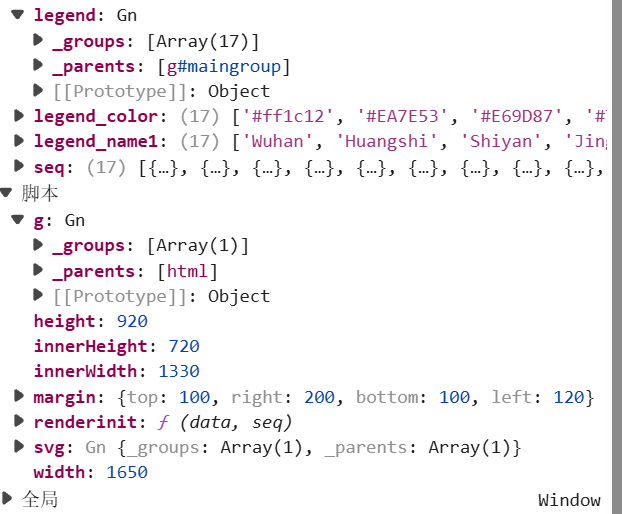 legend: Gn
_groups: [Array(17)]
_parents: [g#maingroup]
[[Prototype]]: Object
legend_color: (17) ['#ff1c12', '#EA7E53', '#E69D87', '#
legend_name1: (17) ['Wuhan', 'Huangshi', 'Shiyan', 'Jing
seq: (17) [{…}, {…}, {…}, {…}, {…}, {…}, {…}, {…}, {…},
脚本
g: Gn
_groups: [Array(1)]
_parents: [html]
[[Prototype]]: Object
height: 920
innerHeight: 720
innerWidth: 1330
margin: {top: 100, right: 200, bottom: 100, left: 120}
renderinit: ƒ (data, seq)
svg: Gn {_groups: Array(1), _parents: Array(1)}
width: 1650
全局 Window